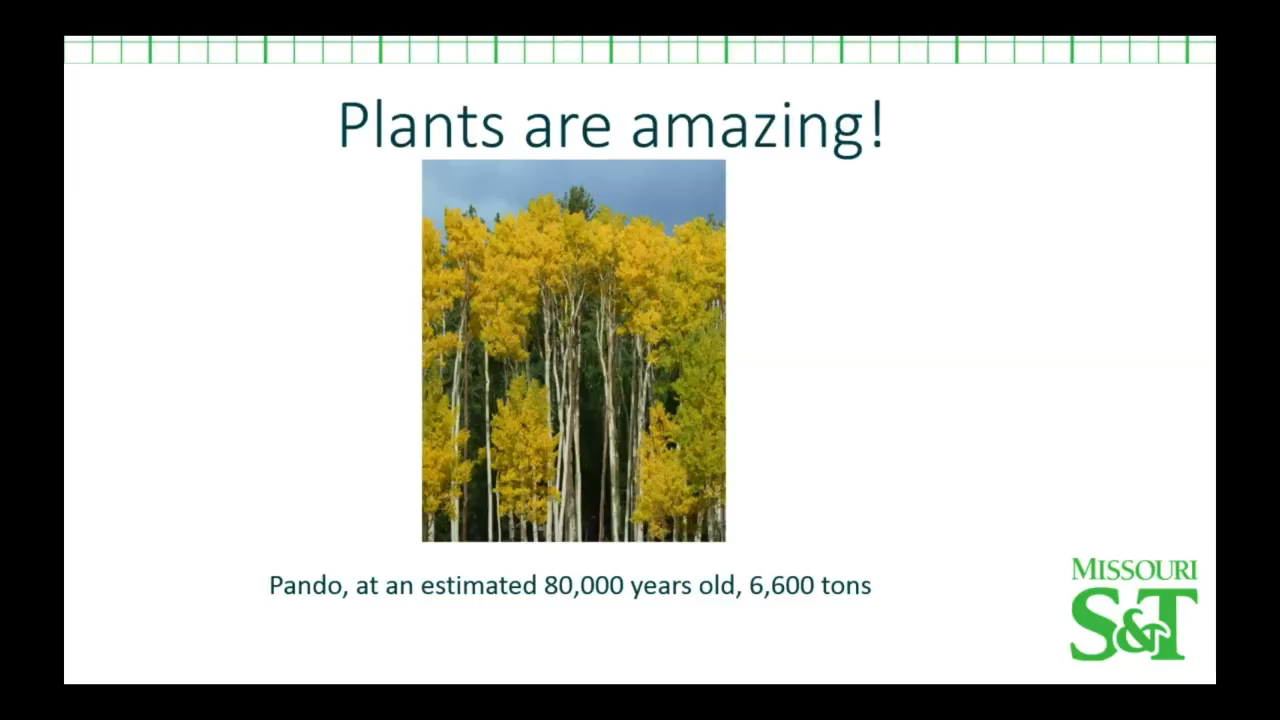 Plants are amazing!
Pando, at an estimated 80,000 years old, 6,600 tons
MISSOURI
S&T